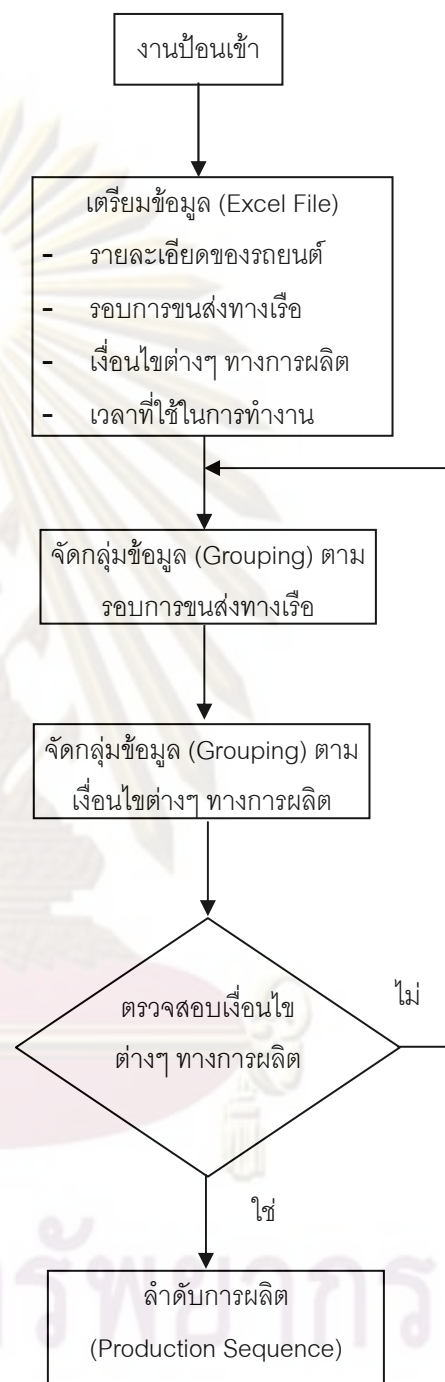 งานป้อนเข้า
เตรียมข้อมูล (Excel File)
- รายละเอียดของรถยนต์
- รอบการขนส่งทางเรือ
- เงื่อนไขต่างๆ ทางการผลิต
- เวลาที่ใช้ในการทำงาน
จัดกลุ่มข้อมูล (Grouping) ตาม
รอบการขนส่งทางเรือ
จัดกลุ่มข้อมูล (Grouping) ตาม
เงื่อนไขต่างๆ ทางการผลิต
ตรวจสอบเงื่อนไข
ต่างๆ ทางการผลิต
ไม่
ใช่
ลำดับการผลิต
(Production Sequence)